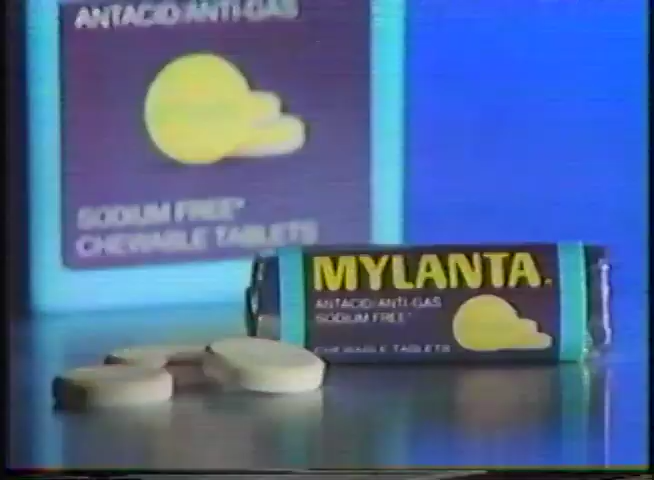 ANTACID/ANTI-GAS
SODIUM FREE*
CHEWABLE TABLETS
MYLANTA.
ANTACID/ANTI-GAS
SODIUM FREE*
CHEWABLE TABLETS